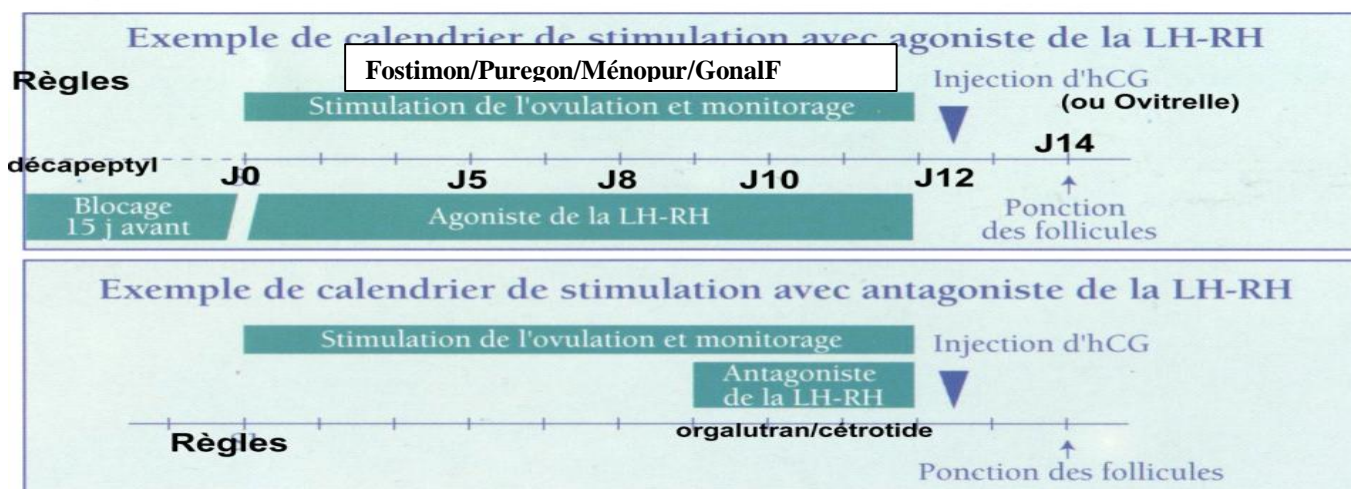 Exemple de calendrier de stimulation avec agoniste de la LH-RH
Fostimon/Puregon/Ménopur/GonalF
Règles
Injection d'hCG
(ou Ovitrelle)
Stimulation de l'ovulation et monitorage
J14
décapeptyl
J0
J5
J8
J10
J12
Blocage
15 j avant
Agoniste de la LH-RH
Ponction
des follicules
Exemple de calendrier de stimulation avec antagoniste de la LH-RH
Stimulation de l'ovulation et monitorage
Injection d'hCG
Antagoniste
de la LH-RH
Règles
orgalutran/cétrotide
Ponction des follicules